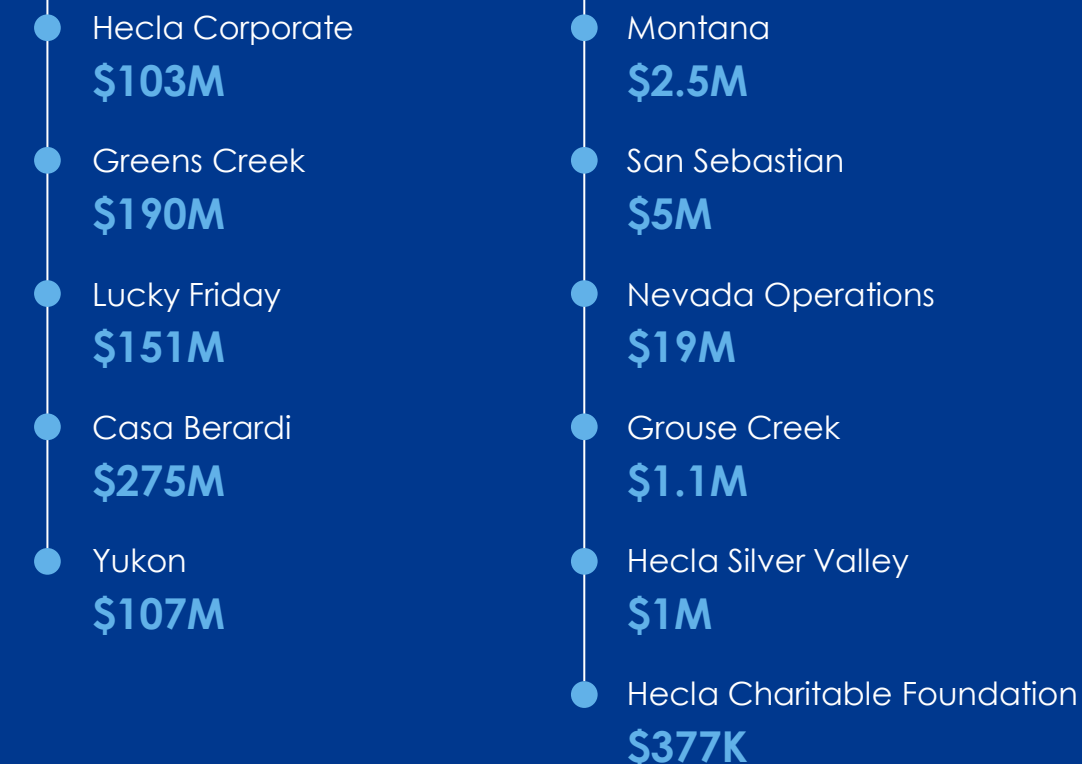 Hecla Corporate
$103M
Greens Creek
$190M
Lucky Friday
$151M
Casa Berardi
$275M
Yukon
$107M
Montana
$2.5M
San Sebastian
$5M
Nevada Operations
$19M
Grouse Creek
$1.1M
Hecla Silver Valley
$1M
Hecla Charitable Foundation
$377K